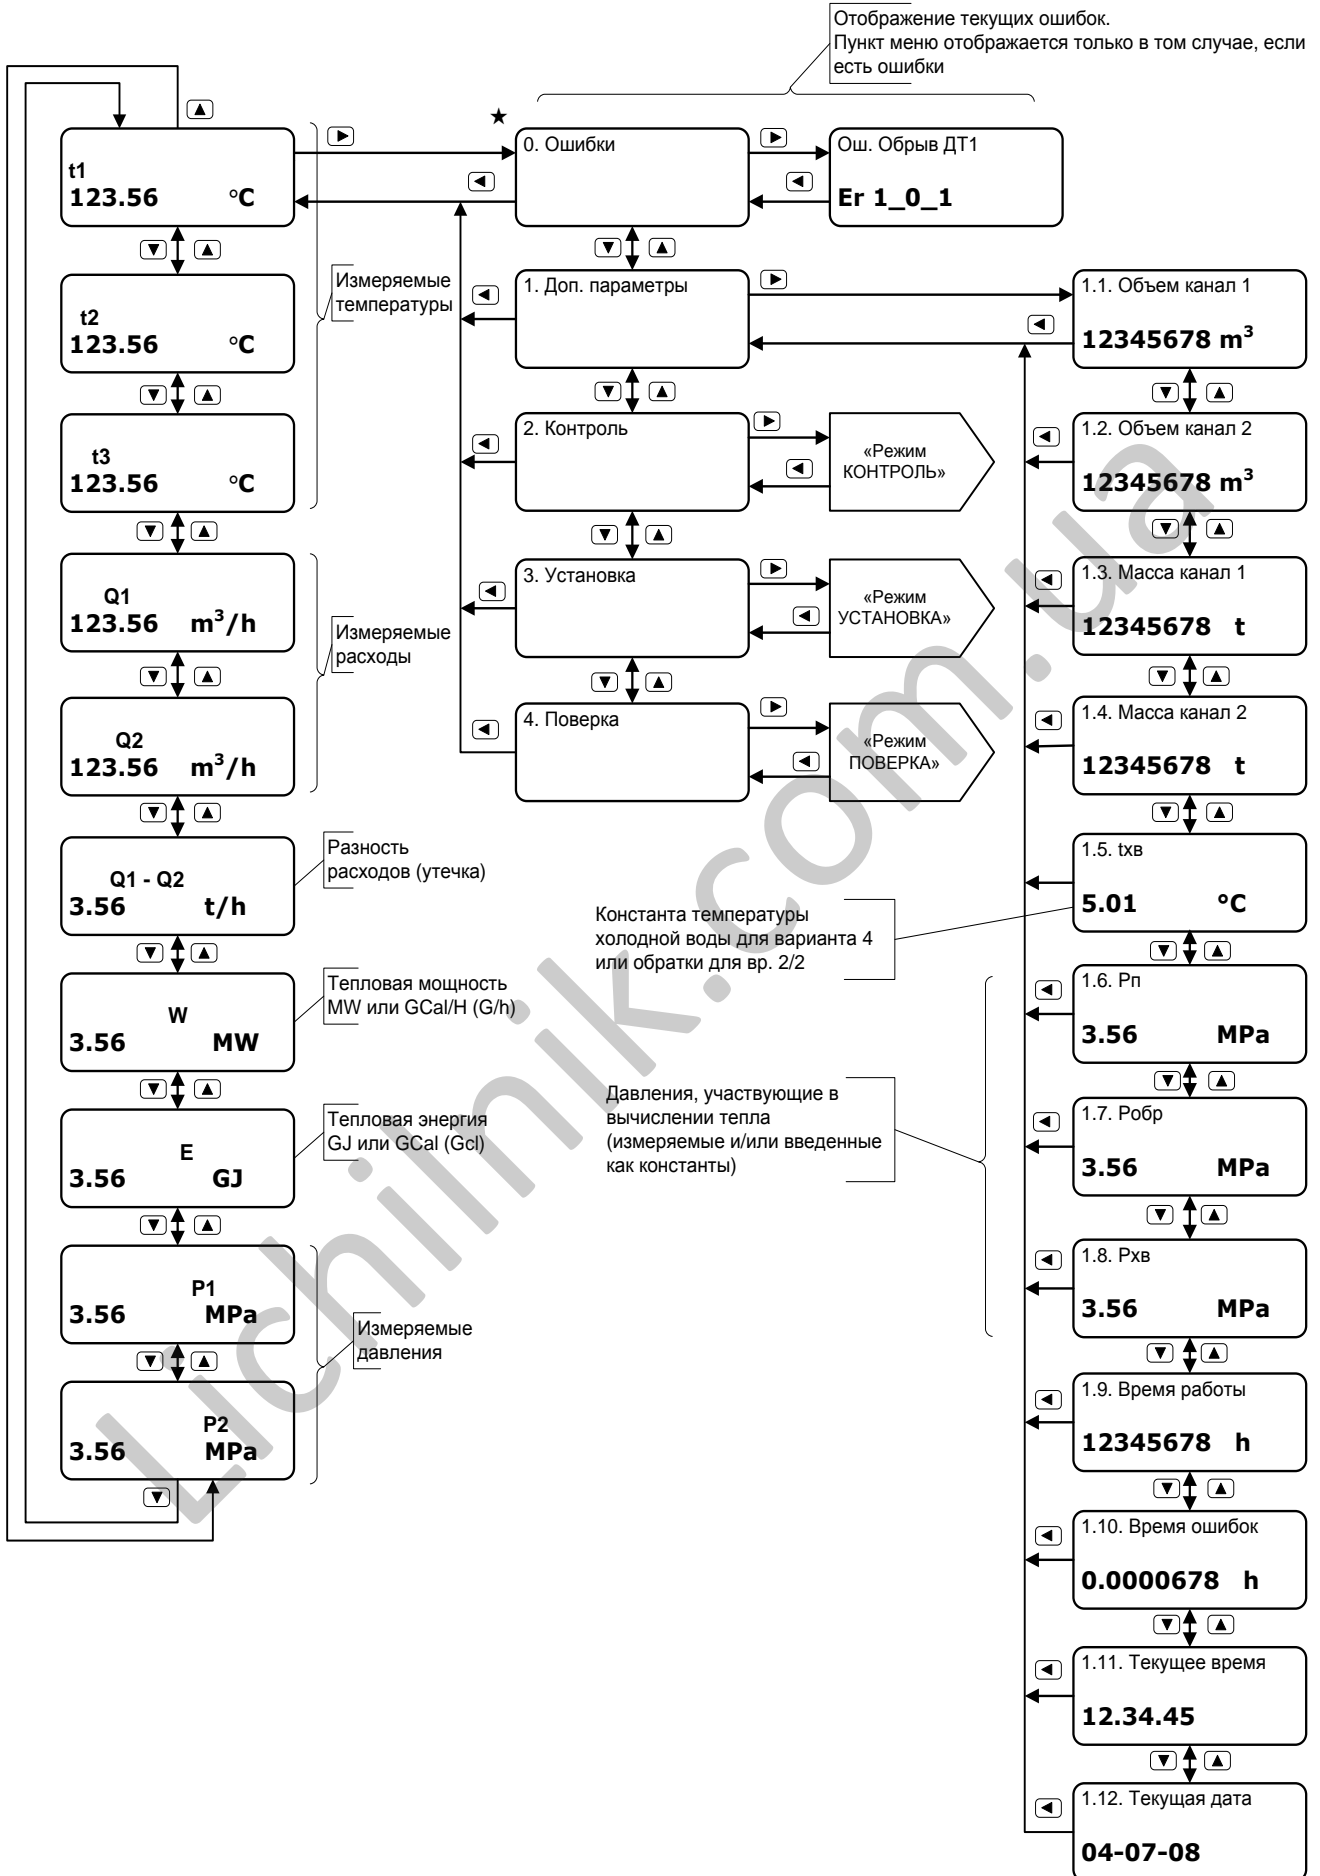 Отображение текущих ошибок.
Пункт меню отображается только в том случае, если
есть ошибки
t1
123.56 °C
t2
123.56 °C
t3
123.56 °C
Измеряемые
температуры
Q1
123.56 m³/h
Q2
123.56 m³/h
Измеряемые
расходы
Q1 - Q2
3.56 t/h
Разность
расходов (утечка)
W
3.56 MW
Тепловая мощность
MW или GCal/H (G/h)
E
3.56 GJ
Тепловая энергия
GJ или GCal (Gcl)
P1
3.56 MPa
P2
3.56 MPa
Измеряемые
давления
★
0. Ошибки
Ош. Обрыв ДТ1
Er 1_0_1
1. Доп. параметры
2. Контроль
«Режим
КОНТРОЛЬ»
3. Установка
«Режим
УСТАНОВКА»
4. Поверка
«Режим
ПОВЕРКА»
1.1. Объем канал 1
12345678 m³
1.2. Объем канал 2
12345678 m³
1.3. Масса канал 1
12345678 t
1.4. Масса канал 2
12345678 t
1.5. tхв
5.01 °C
Константа температуры
холодной воды для варианта 4
или обратки для вр. 2/2
1.6. Рп
3.56 MPa
1.7. Робр
3.56 MPa
1.8. Рхв
3.56 MPa
Давления, участвующие в
вычислении тепла
(измеряемые и/или введенные
как константы)
1.9. Время работы
12345678 h
1.10. Время ошибок
0.0000678 h
1.11. Текущее время
12.34.45
1.12. Текущая дата
04-07-08
Lichilnik.com.ua